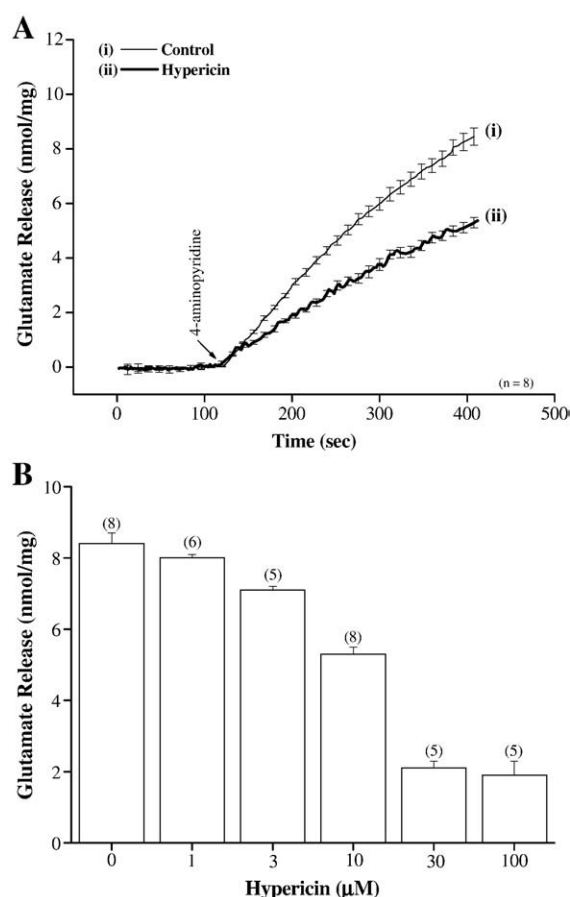 A
(i) Control
(ii) Hypericin
Glutamate Release (nmol/mg)
12
10
8
6
4
2
0
(i)
(ii)
4-aminopyridine
(n = 8)
0 100 200 300 400 500
Time (sec)
B
Glutamate Release (nmol/mg)
10
8
6
4
2
0
(8) (6) (5) (8) (5) (5)
0 1 3 10 30 100
Hypericin (μM)